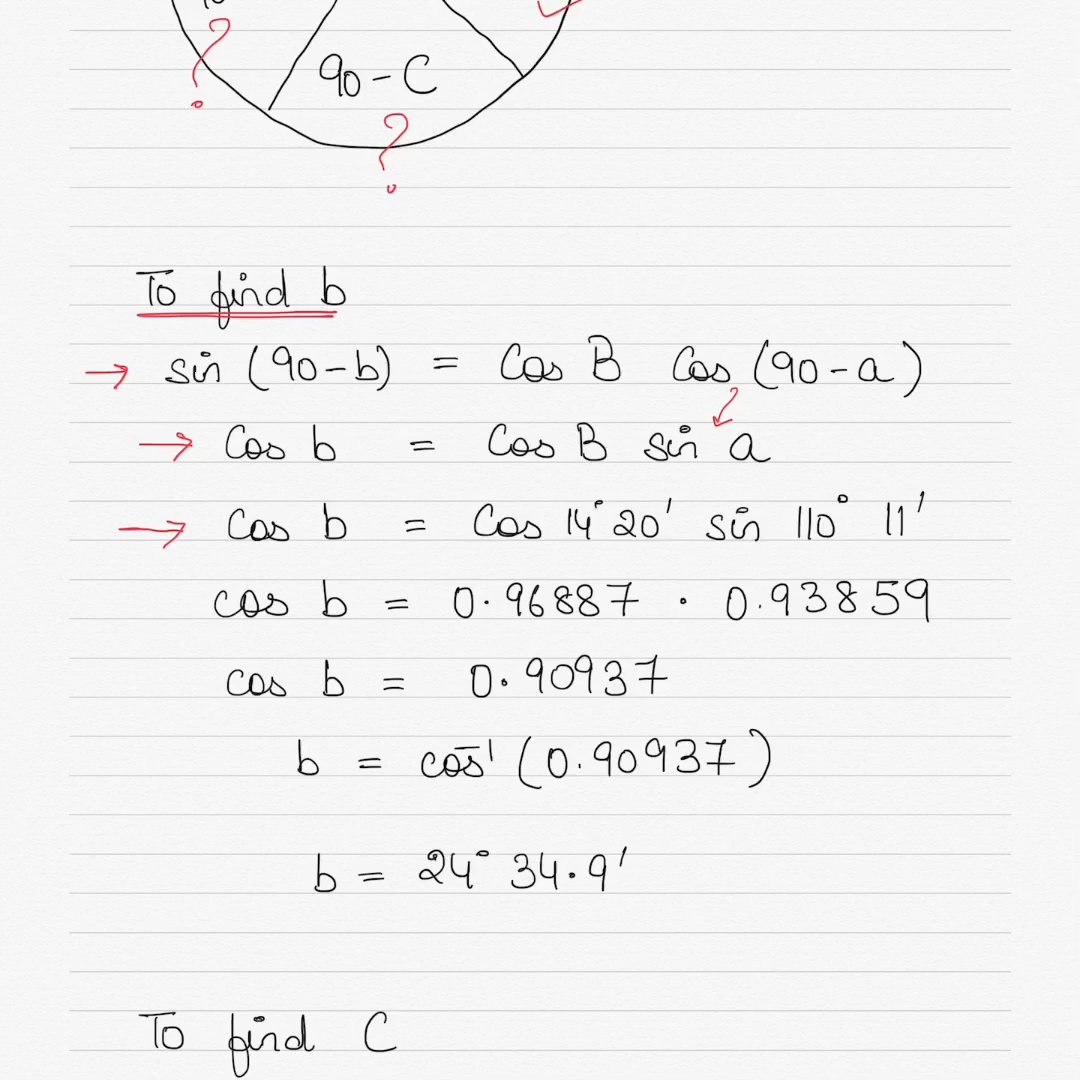 90-C
?
?
To find b
→ sin (90-b) = Cos B Cos (90-a)
→ Cos b = Cos B sin a
→ Cos b = Cos 14° 20' sin 110° 11'
cos b = 0.96887 . 0.93859
cos b = 0.90937
b = cos⁻¹ (0.90937)
b = 24° 34.9'
To find C